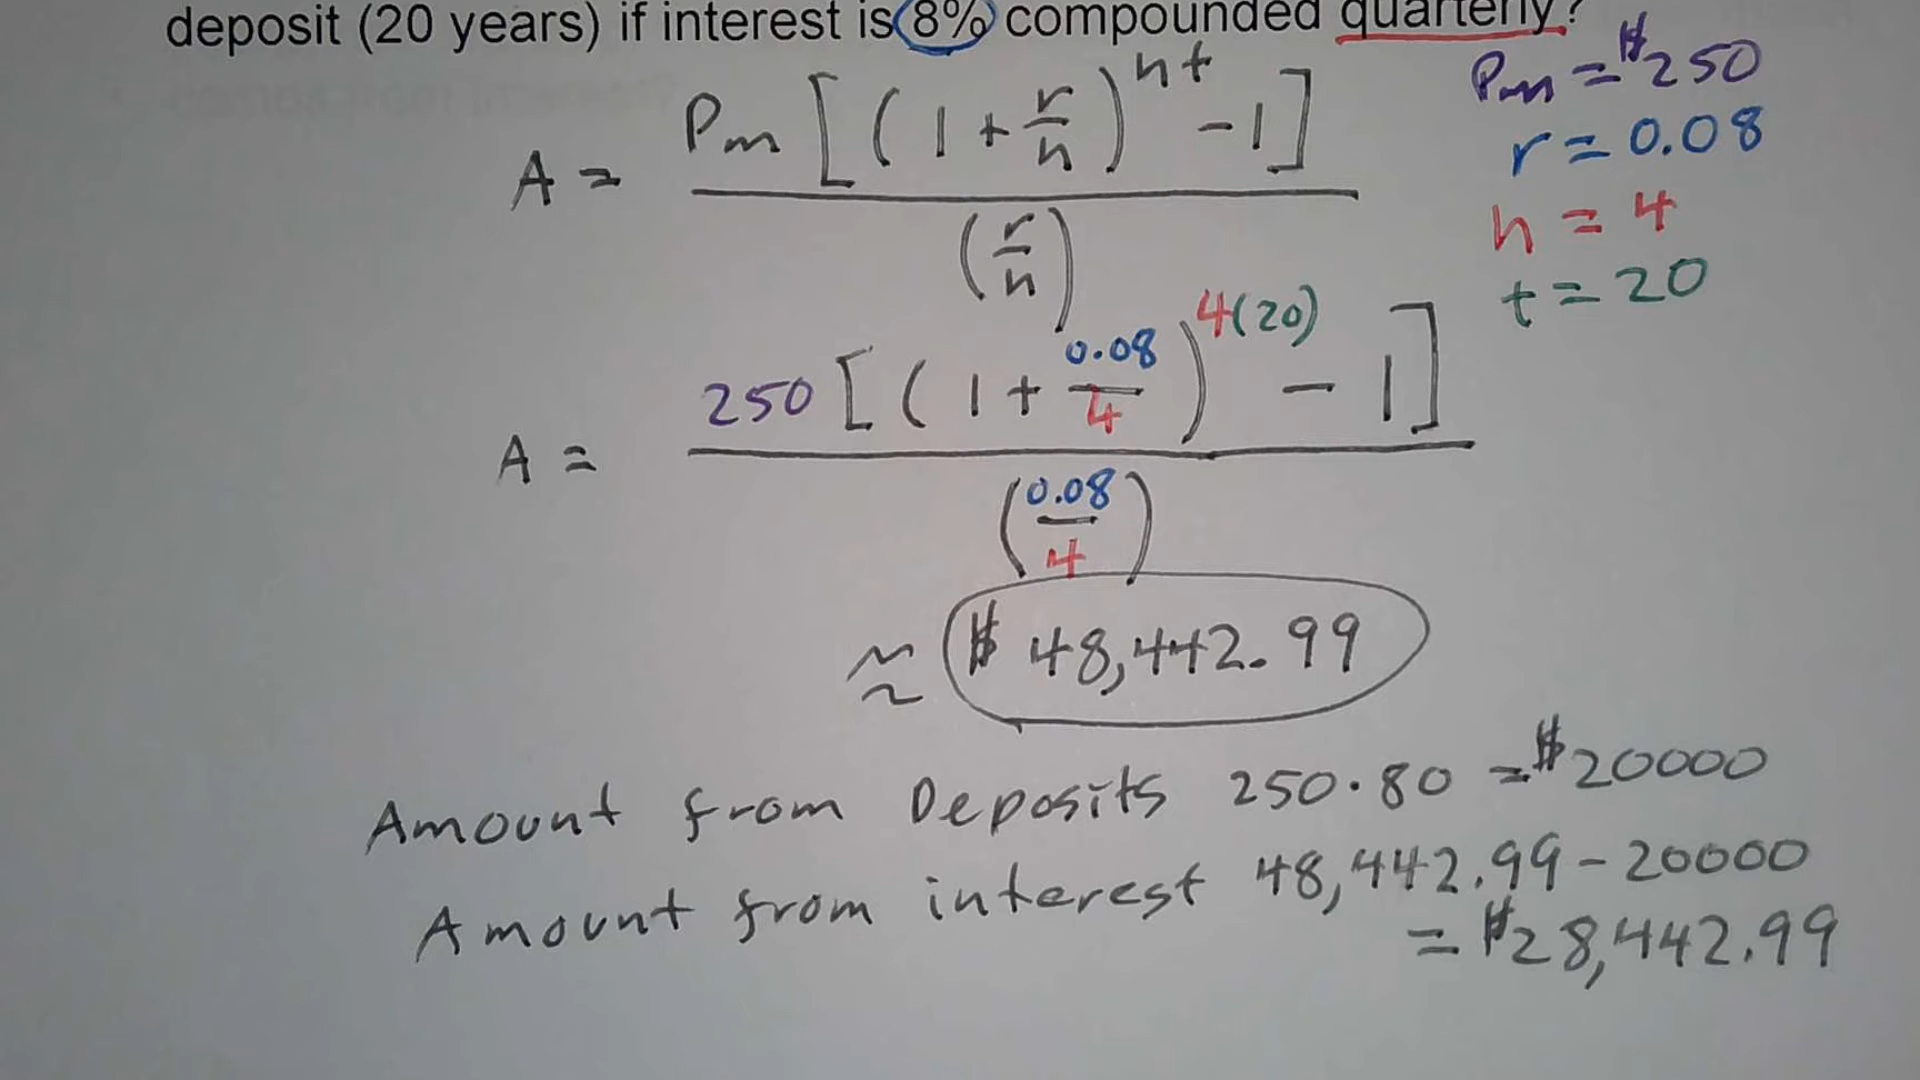 deposit (20 years) if interest is 8% compounded quarterly?
Pm = $250
r = 0.08
n = 4
t = 20
A = Pm [ ( 1 + r/n )^nt - 1 ] / ( r/n )
A = 250 [ ( 1 + 0.08/4 )^4(20) - 1 ] / ( 0.08/4 )
≈ $ 48,442.99
Amount from Deposits 250·80 = $20000
Amount from interest 48,442.99 - 20000
= $28,442.99